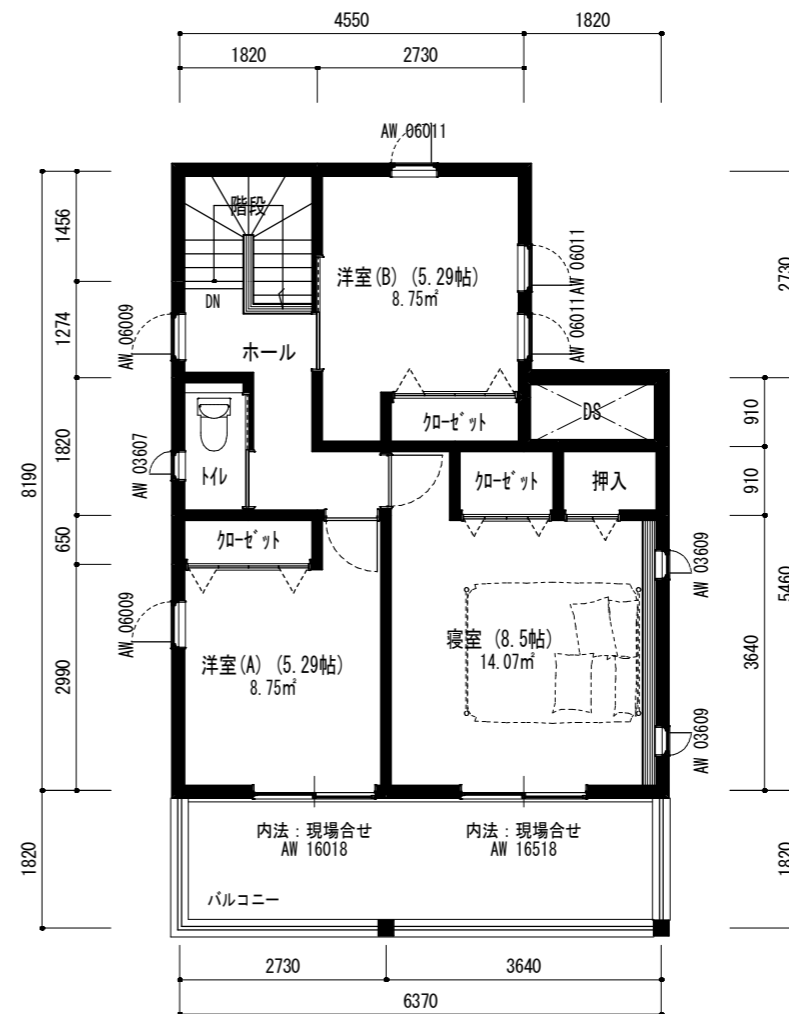 4550
1820
1820
2730
AW 06011
階段
1456
2730
洋室(B) (5.29帖)
8.75㎡
AW 06011
AW 06011
DN
AW 06009
1274
ホール
クローゼット
DS
910
AW 03607
トイレ
1820
8190
クローゼット
押入
910
650
クローゼット
AW 03609
5460
AW 06009
洋室(A) (5.29帖)
8.75㎡
寝室 (8.5帖)
14.07㎡
3640
2990
AW 03609
内法：現場合せ
AW 16018
内法：現場合せ
AW 16518
1820
1820
バルコニー
2730
3640
6370